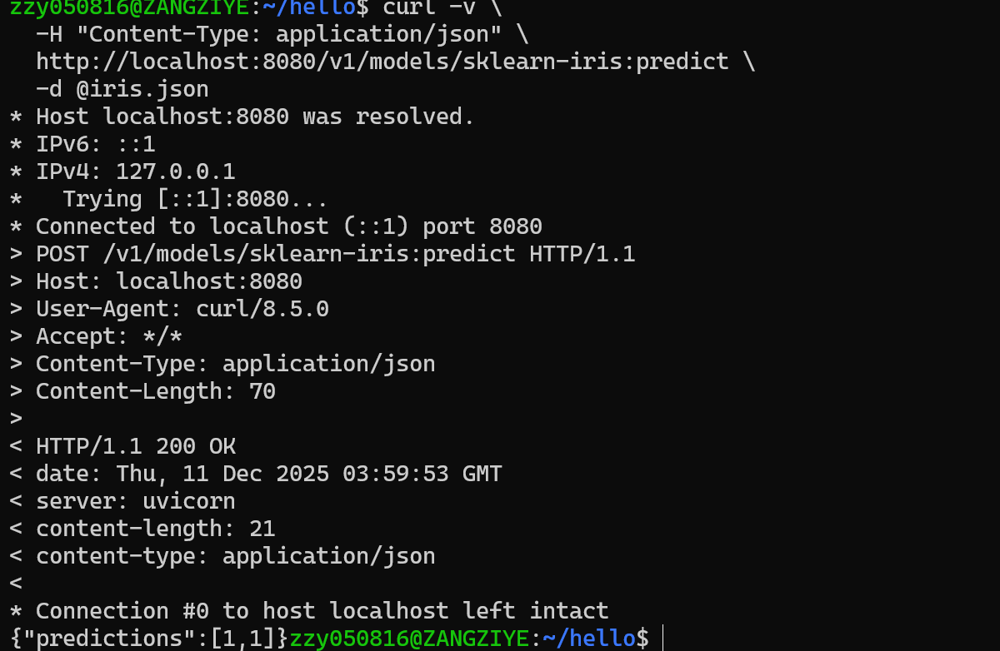 zzy050816@ZANGZIYE:~/hello$ curl -v \
  -H "Content-Type: application/json" \
  http://localhost:8080/v1/models/sklearn-iris:predict \
  -d @iris.json
* Host localhost:8080 was resolved.
* IPv6: ::1
* IPv4: 127.0.0.1
*   Trying [::1]:8080...
* Connected to localhost (::1) port 8080
> POST /v1/models/sklearn-iris:predict HTTP/1.1
> Host: localhost:8080
> User-Agent: curl/8.5.0
> Accept: */*
> Content-Type: application/json
> Content-Length: 70
>
< HTTP/1.1 200 OK
< date: Thu, 11 Dec 2025 03:59:53 GMT
< server: uvicorn
< content-length: 21
< content-type: application/json
<
* Connection #0 to host localhost left intact
{"predictions":[1,1]}zzy050816@ZANGZIYE:~/hello$